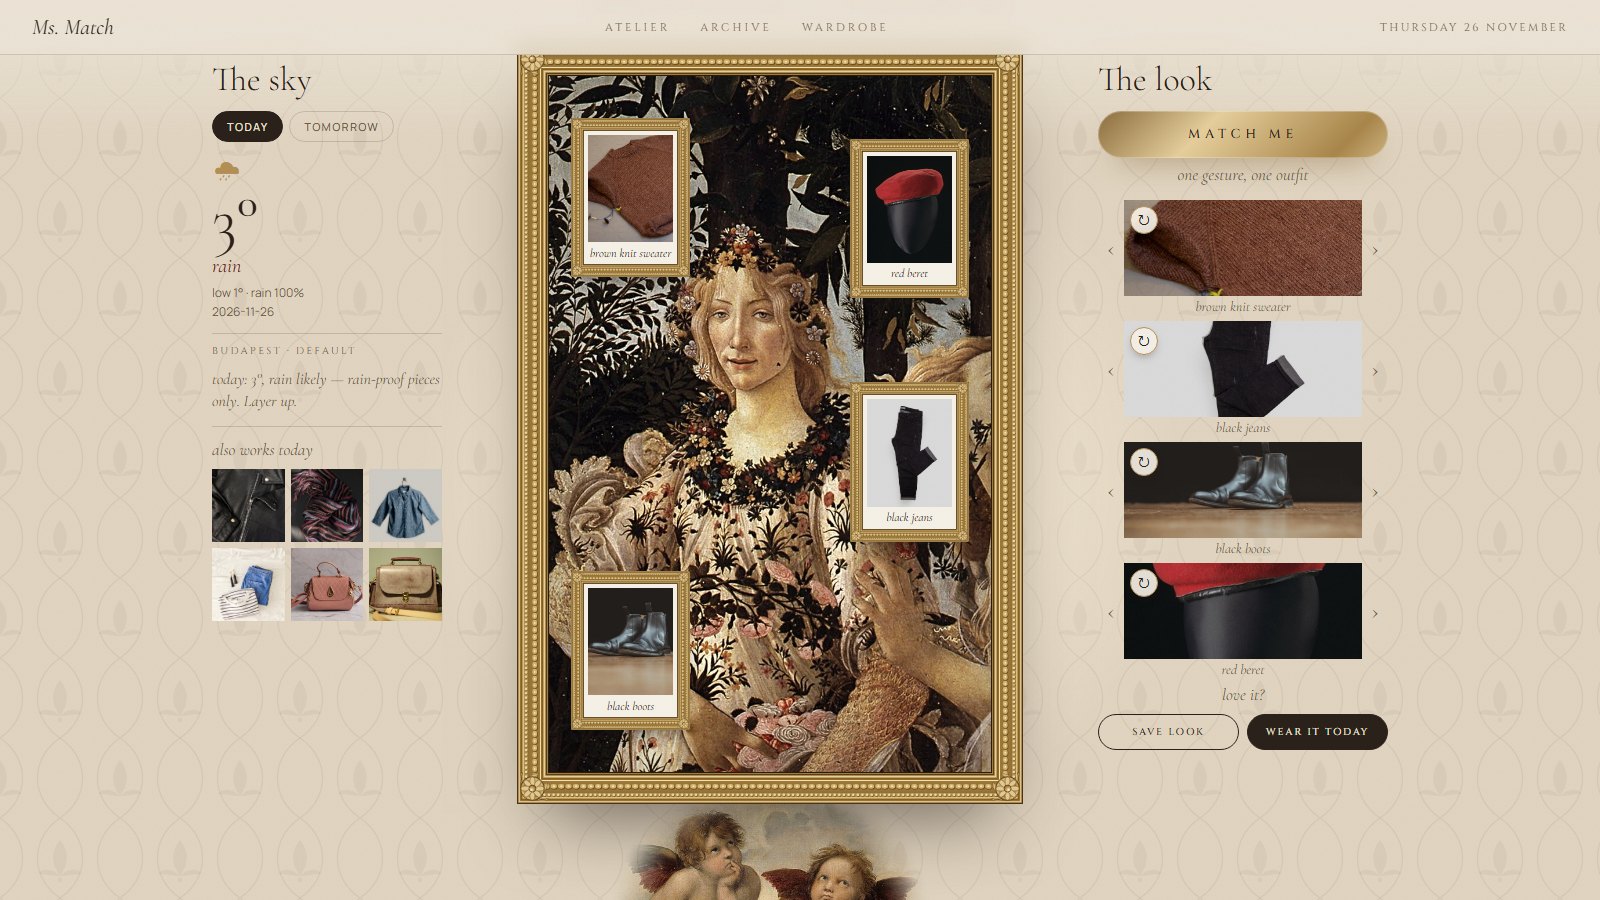 Ms. Match
ATELIER
ARCHIVE
WARDROBE
THURSDAY 26 NOVEMBER
The sky
TODAY
TOMORROW
3°
rain
low 1° · rain 100%
2026-11-26
BUDAPEST · DEFAULT
today: 3°, rain likely — rain-proof pieces
only. Layer up.
also works today
brown knit sweater
red beret
black jeans
black boots
The look
MATCH ME
one gesture, one outfit
brown knit sweater
black jeans
black boots
red beret
love it?
SAVE LOOK
WEAR IT TODAY